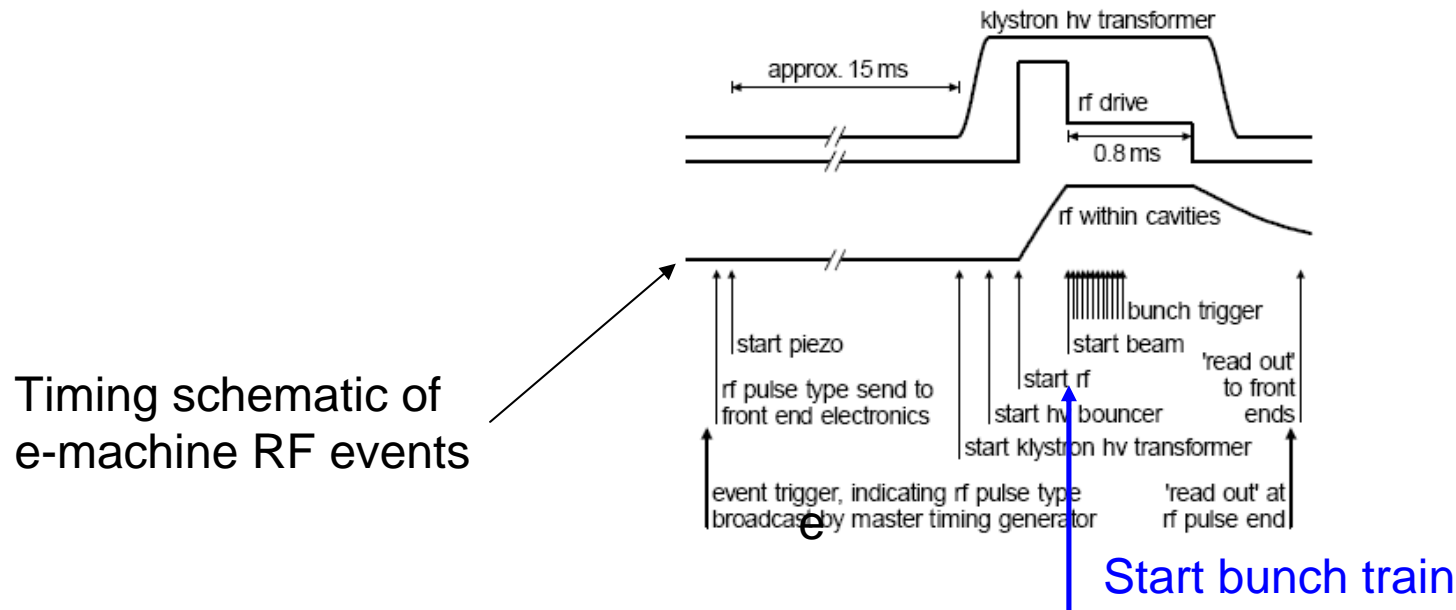 klystron hv transformer
approx. 15 ms
rf drive
0.8 ms
rf within cavities
bunch trigger
start piezo
start beam
'read out'
to front
ends
rf pulse type send to
front end electronics
start rf
start hv bouncer
start klystron hv transformer
Timing schematic of
e-machine RF events
event trigger, indicating rf pulse type
broadcast by master timing generator
'read out' at
rf pulse end
e
Start bunch train